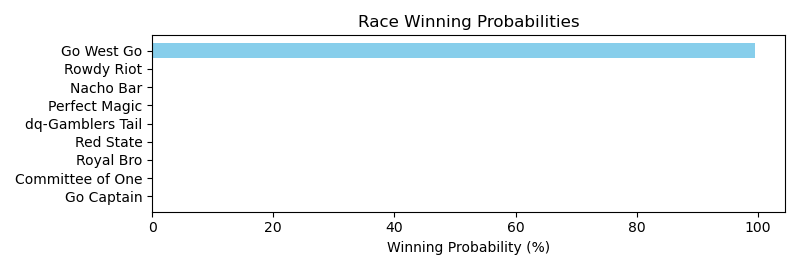 Race Winning Probabilities
Go West Go
Rowdy Riot
Nacho Bar
Perfect Magic
dq-Gamblers Tail
Red State
Royal Bro
Committee of One
Go Captain
0 20 40 60 80 100
Winning Probability (%)